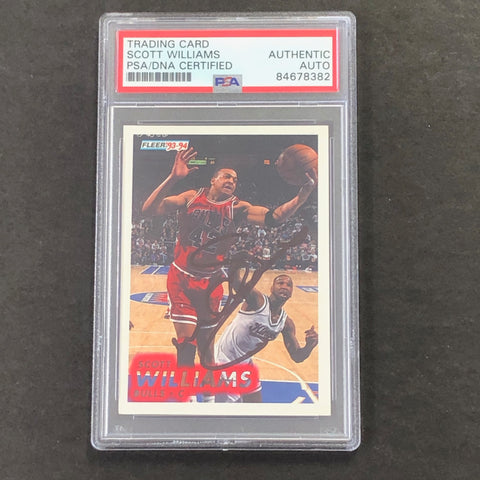 TRADING CARD
SCOTT WILLIAMS AUTHENTIC
PSA/DNA CERTIFIED AUTO
PSA 84678382
FLEER '93-94
SCOTT
WILLIAMS
BULLS